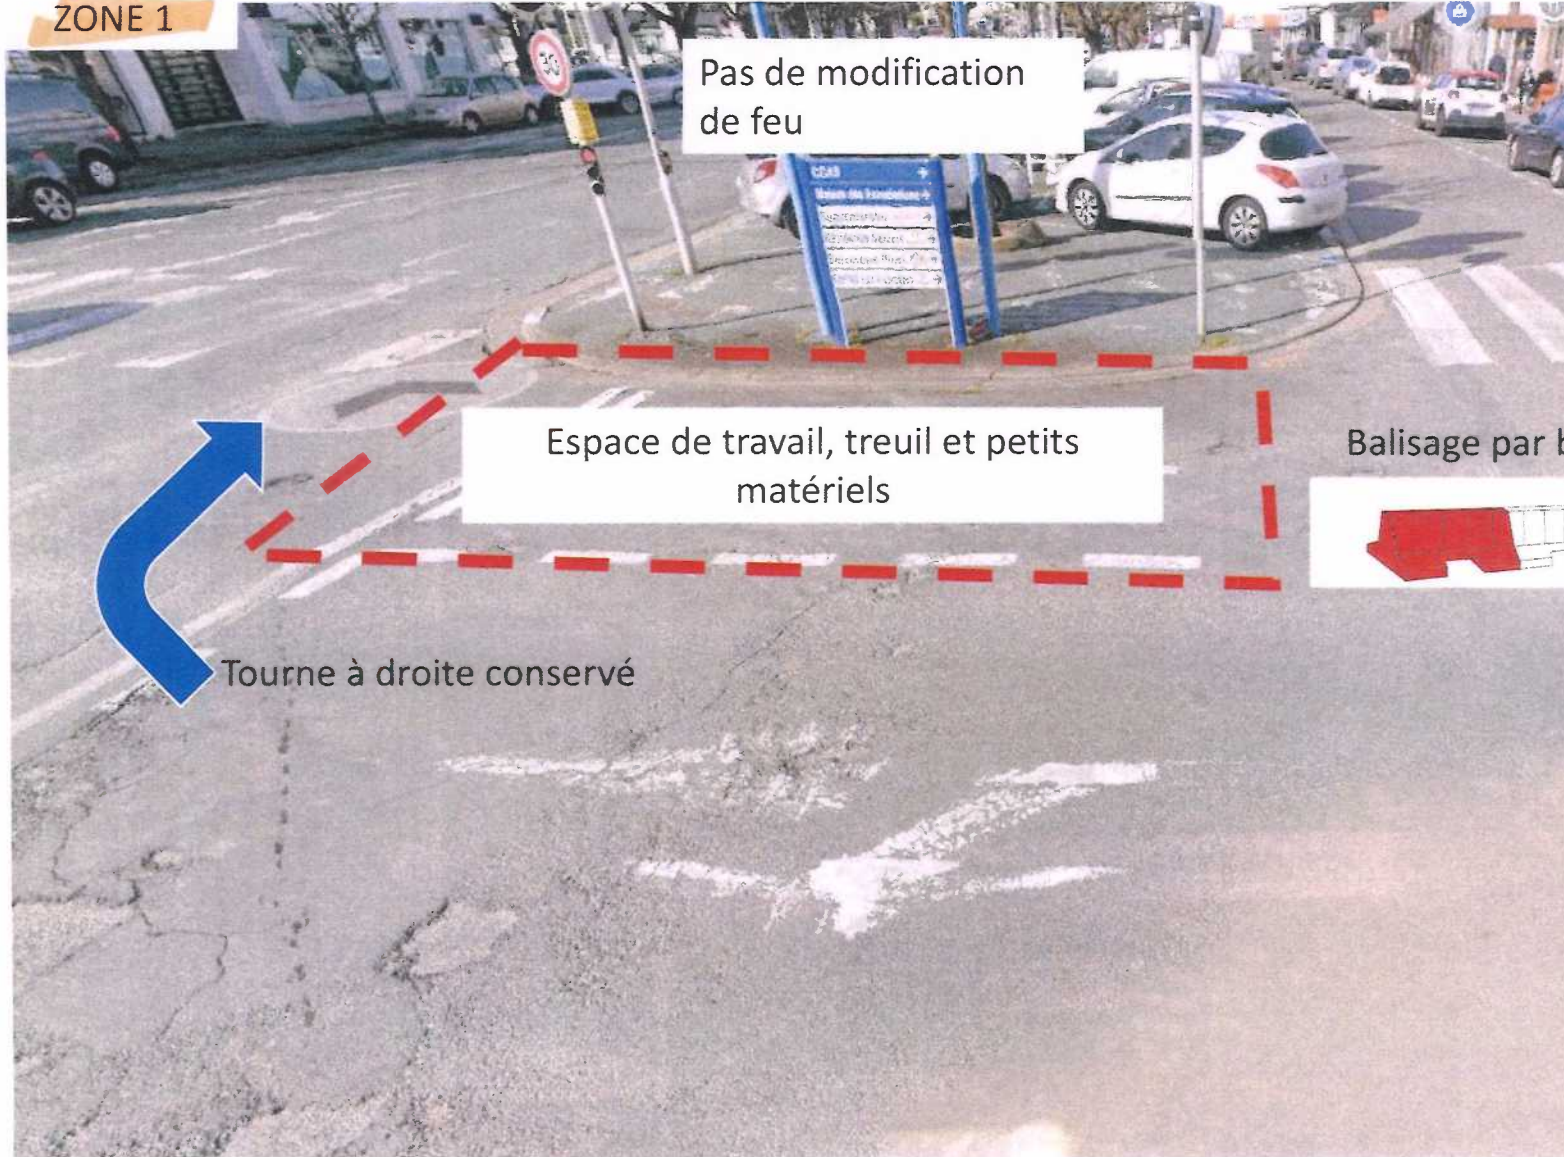 ZONE 1
30
Pas de modification
de feu
Espace de travail, treuil et petits
matériels
Balisage par b
Tourne à droite conservé